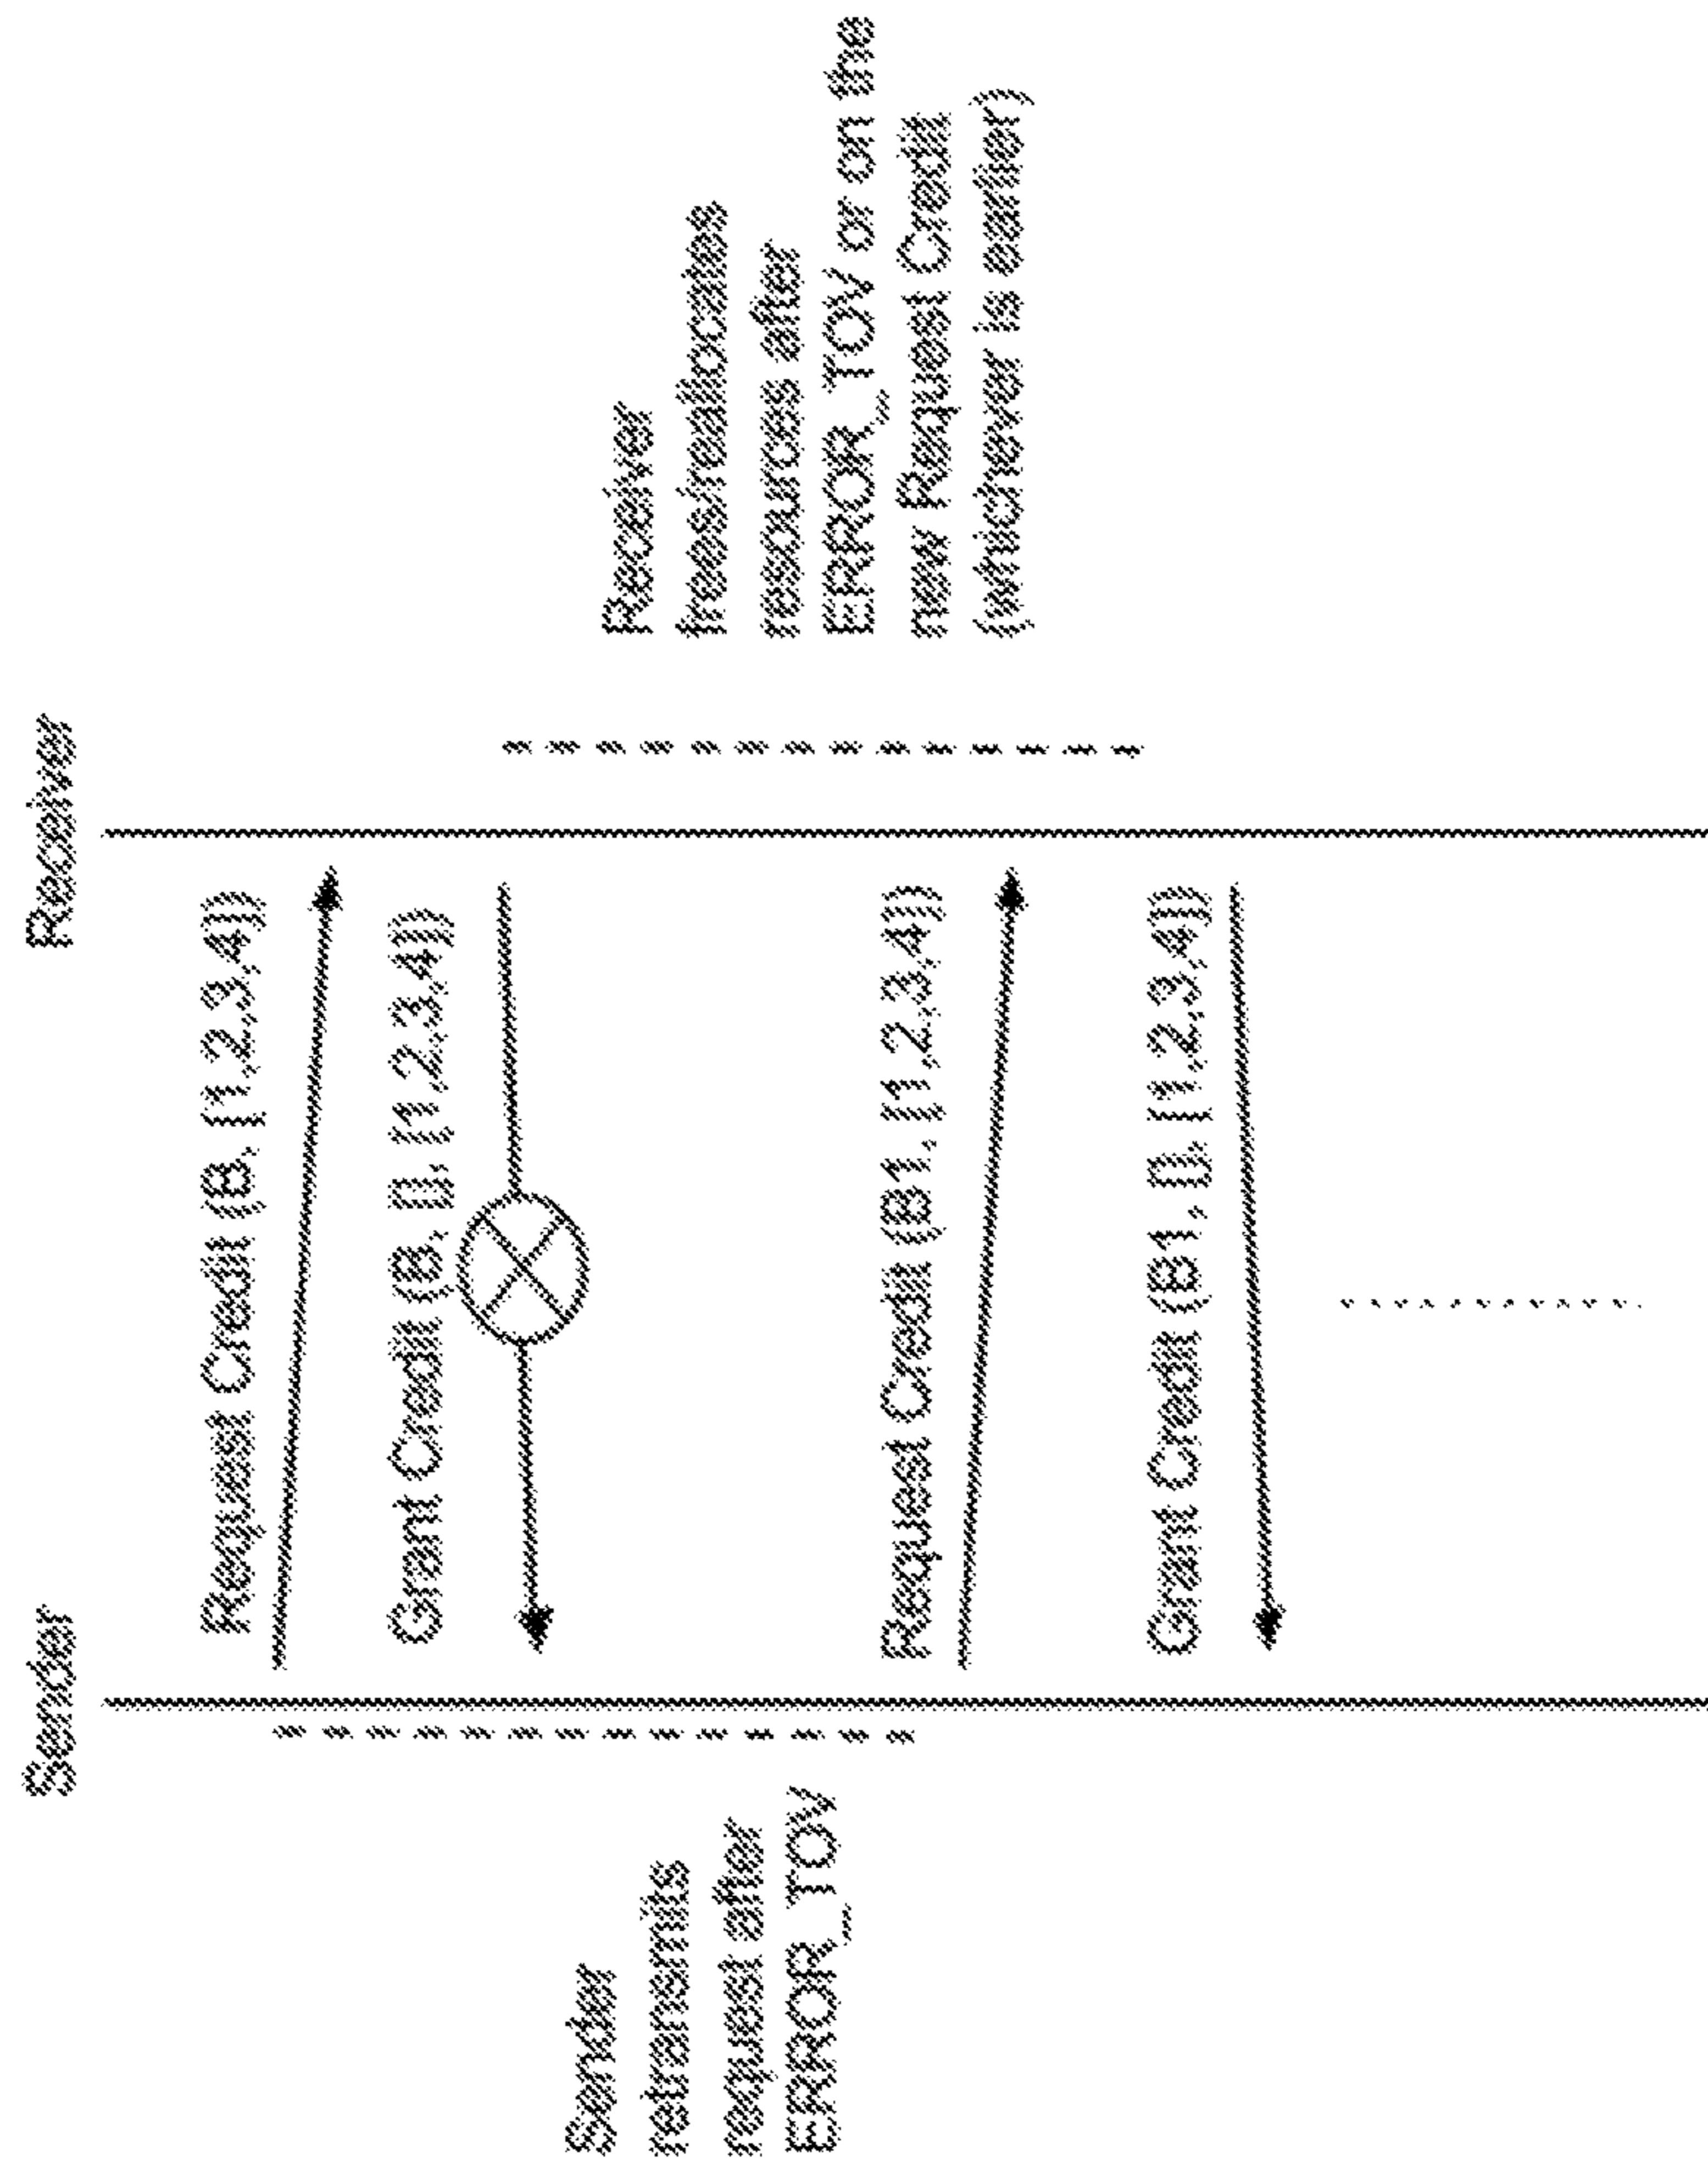 Sender
Receiver
Request Credit (B, [1,2,3,4])
Grant Credit (B, [], [1,2,3,4])
Sender
retransmits
request after
ERROR_TOV
Receiver
frees/reallocates
resources after
ERROR_TOV or on the
new Request Credit
(whichever is earlier)
Request Credit (B1, [1,2,3,4])
Grant Credit (B1, [], [1,2,3,4])